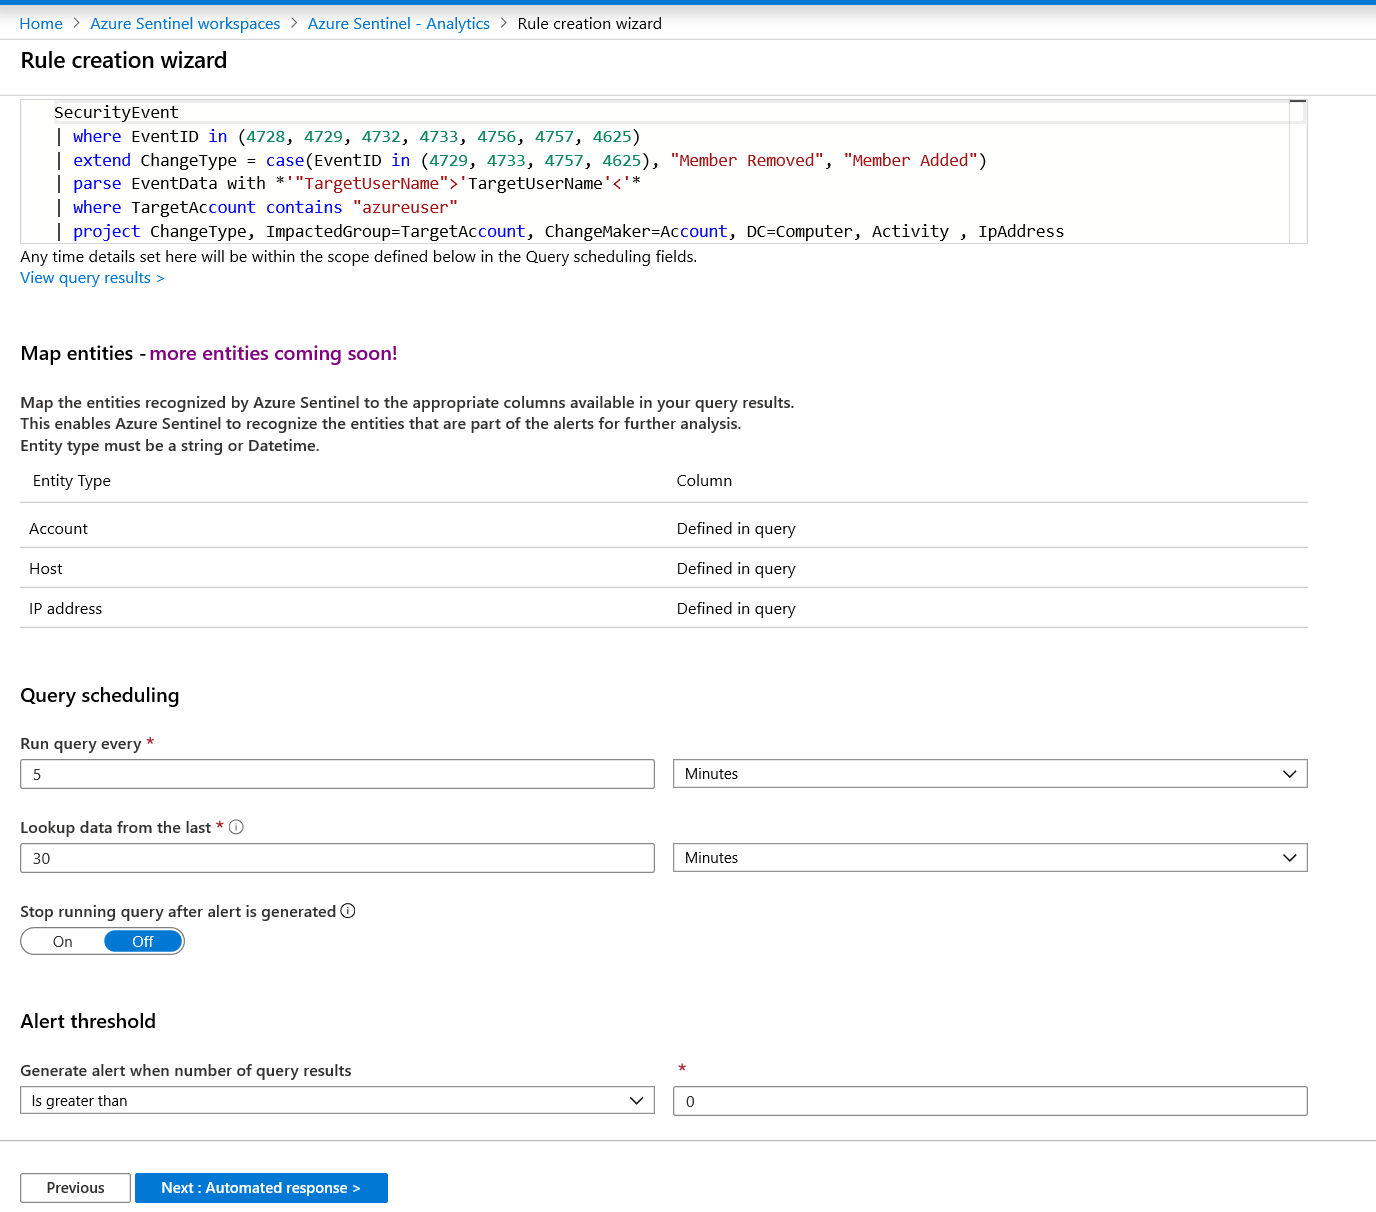 Home > Azure Sentinel workspaces > Azure Sentinel - Analytics > Rule creation wizard
Rule creation wizard
SecurityEvent
| where EventID in (4728, 4729, 4732, 4733, 4756, 4757, 4625)
| extend ChangeType = case(EventID in (4729, 4733, 4757, 4625), "Member Removed", "Member Added")
| parse EventData with *'"TargetUserName">'TargetUserName'<'*
| where TargetAccount contains "azureuser"
| project ChangeType, ImpactedGroup=TargetAccount, ChangeMaker=Account, DC=Computer, Activity , IpAddress
Any time details set here will be within the scope defined below in the Query scheduling fields.
View query results >
Map entities - more entities coming soon!
Map the entities recognized by Azure Sentinel to the appropriate columns available in your query results.
This enables Azure Sentinel to recognize the entities that are part of the alerts for further analysis.
Entity type must be a string or Datetime.
Entity Type Column
Account Defined in query
Host Defined in query
IP address Defined in query
Query scheduling
Run query every *
5 Minutes
Lookup data from the last *
30 Minutes
Stop running query after alert is generated
On Off
Alert threshold
Generate alert when number of query results *
Is greater than 0
Previous Next : Automated response >